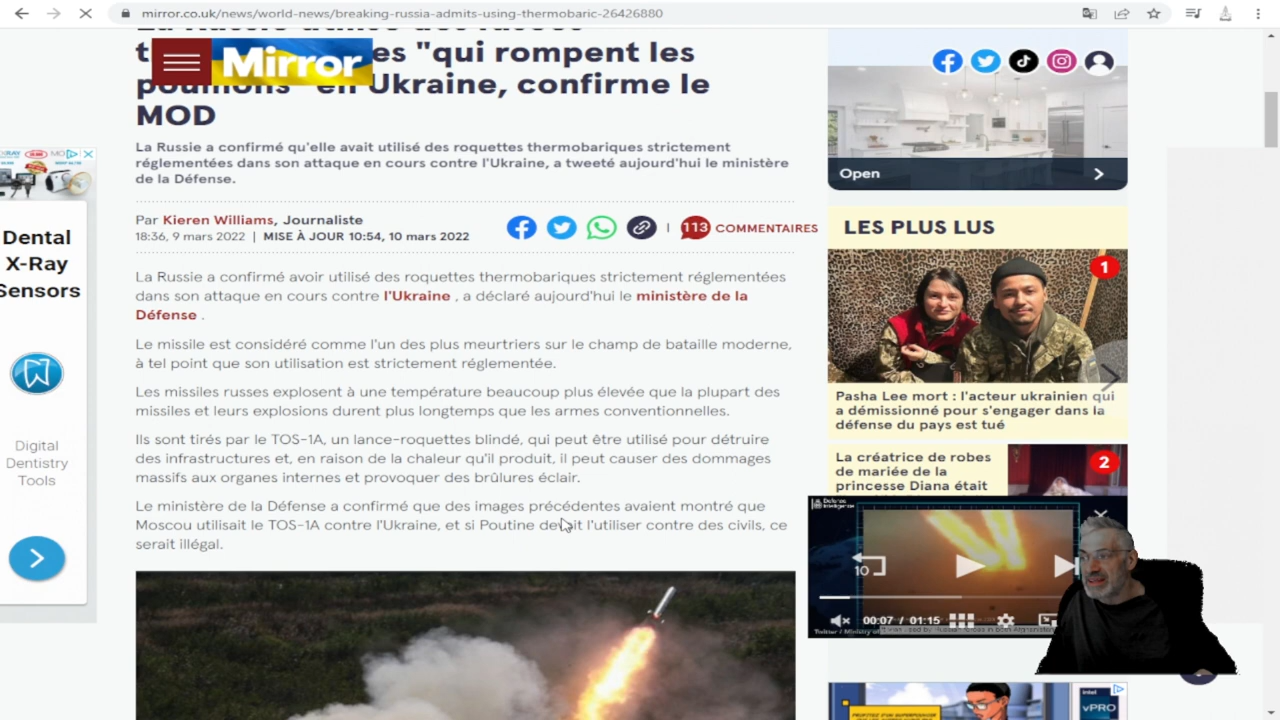 mirror.co.uk/news/world-news/breaking-russia-admits-using-thermobaric-26426880
Mirror
es "qui rompent les
en Ukraine, confirme le
MOD
La Russie a confirmé qu'elle avait utilisé des roquettes thermobariques strictement
réglementées dans son attaque en cours contre l'Ukraine, a tweeté aujourd'hui le ministère
de la Défense.
Par Kieren Williams, Journaliste
18:36, 9 mars 2022 | MISE À JOUR 10:54, 10 mars 2022
113 COMMENTAIRES
La Russie a confirmé avoir utilisé des roquettes thermobariques strictement réglementées
dans son attaque en cours contre l'Ukraine , a déclaré aujourd'hui le ministère de la
Défense .
Le missile est considéré comme l'un des plus meurtriers sur le champ de bataille moderne,
à tel point que son utilisation est strictement réglementée.
Les missiles russes explosent à une température beaucoup plus élevée que la plupart des
missiles et leurs explosions durent plus longtemps que les armes conventionnelles.
Ils sont tirés par le TOS-1A, un lance-roquettes blindé, qui peut être utilisé pour détruire
des infrastructures et, en raison de la chaleur qu'il produit, il peut causer des dommages
massifs aux organes internes et provoquer des brûlures éclair.
Le ministère de la Défense a confirmé que des images précédentes avaient montré que
Moscou utilisait le TOS-1A contre l'Ukraine, et si Poutine devait l'utiliser contre des civils, ce
serait illégal.
Dental
X-Ray
Sensors
Digital
Dentistry
Tools
Open
LES PLUS LUS
1
Pasha Lee mort : l'acteur ukrainien qui
a démissionné pour s'engager dans la
défense du pays est tué
La créatrice de robes
de mariée de la
princesse Diana était
2
Defence
Intelligence
10
00:07 / 01:15
intel
vPRO